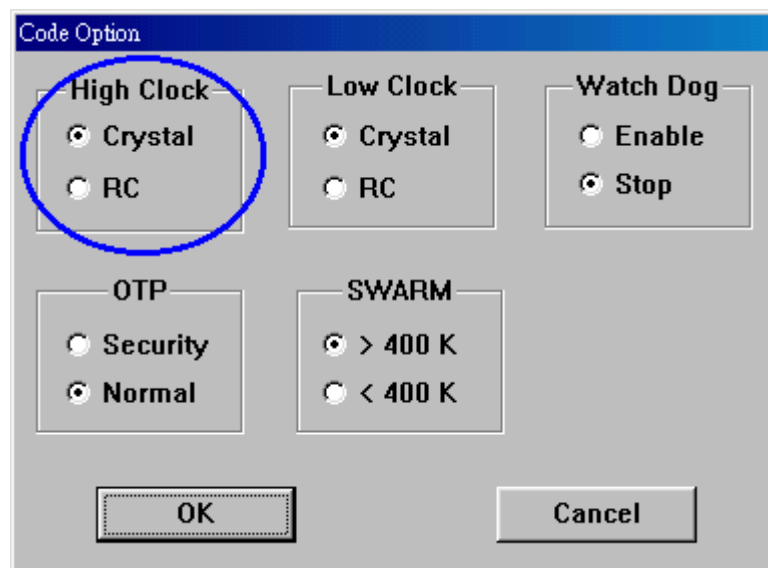 Code Option
High Clock
Crystal
RC
Low Clock
Crystal
RC
Watch Dog
Enable
Stop
OTP
Security
Normal
SWARM
> 400 K
< 400 K
OK
Cancel